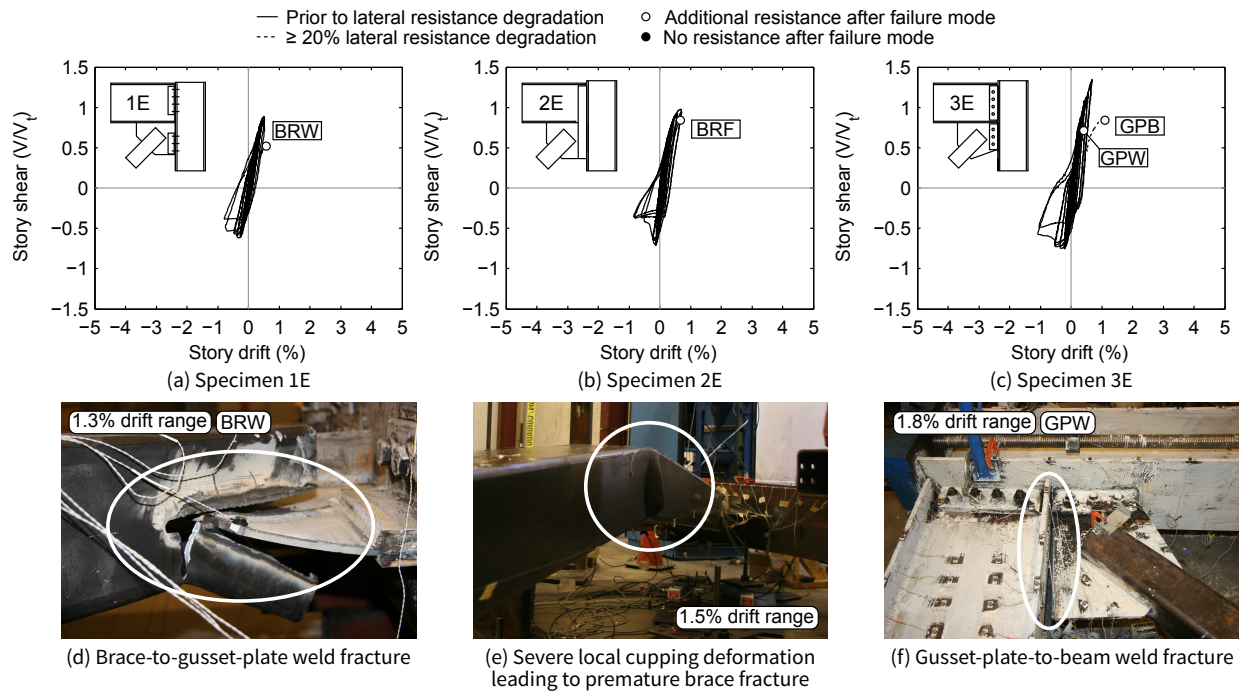 Prior to lateral resistance degradation
≥ 20% lateral resistance degradation
Additional resistance after failure mode
No resistance after failure mode
1.5
1
0.5
0
−0.5
−1
−1.5
Story shear (V/Vt)
1E
BRW
−5 −4 −3 −2 −1 0 1 2 3 4 5
Story drift (%)
(a) Specimen 1E
1.5
1
0.5
0
−0.5
−1
−1.5
Story shear (V/Vt)
2E
BRF
−5 −4 −3 −2 −1 0 1 2 3 4 5
Story drift (%)
(b) Specimen 2E
1.5
1
0.5
0
−0.5
−1
−1.5
Story shear (V/Vt)
3E
GPB
GPW
−5 −4 −3 −2 −1 0 1 2 3 4 5
Story drift (%)
(c) Specimen 3E
1.3% drift range BRW
(d) Brace-to-gusset-plate weld fracture
1.5% drift range
(e) Severe local cupping deformation
leading to premature brace fracture
1.8% drift range GPW
(f) Gusset-plate-to-beam weld fracture